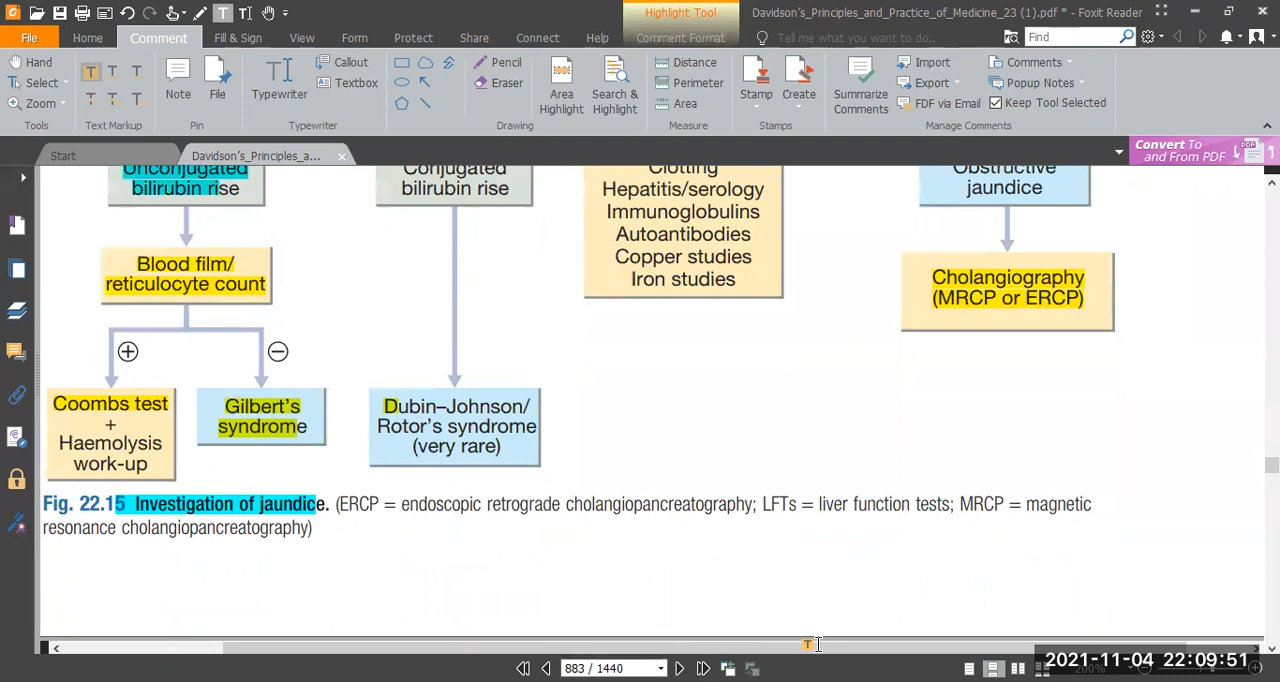 Highlight Tool
Davidson's_Principles_and_Practice_of_Medicine_23 (1).pdf * - Foxit Reader
File Home Comment Fill & Sign View Form Protect Share Connect Help Comment Format Tell me what you want to do.. Find
Hand
Select
Zoom
Tools
Text Markup
Note
File
Pin
Typewriter
Callout
Textbox
Typewriter
Pencil
Eraser
Drawing
Area
Highlight
Search &
Highlight
Distance
Perimeter
Area
Measure
Stamp
Create
Stamps
Summarize
Comments
Import
Export
FDF via Email
Comments
Popup Notes
Keep Tool Selected
Manage Comments
Start
Davidson's_Principles_a...
Convert To
and From PDF
PDF
Unconjugated
bilirubin rise
Conjugated
bilirubin rise
Clotting
Hepatitis/serology
Immunoglobulins
Autoantibodies
Copper studies
Iron studies
Obstructive
jaundice
Blood film/
reticulocyte count
Cholangiography
(MRCP or ERCP)
+
−
Coombs test
+
Haemolysis
work-up
Gilbert's
syndrome
Dubin–Johnson/
Rotor's syndrome
(very rare)
Fig. 22.15 Investigation of jaundice. (ERCP = endoscopic retrograde cholangiopancreatography; LFTs = liver function tests; MRCP = magnetic
resonance cholangiopancreatography)
883 / 1440
2021-11-04 22:09:51
200%